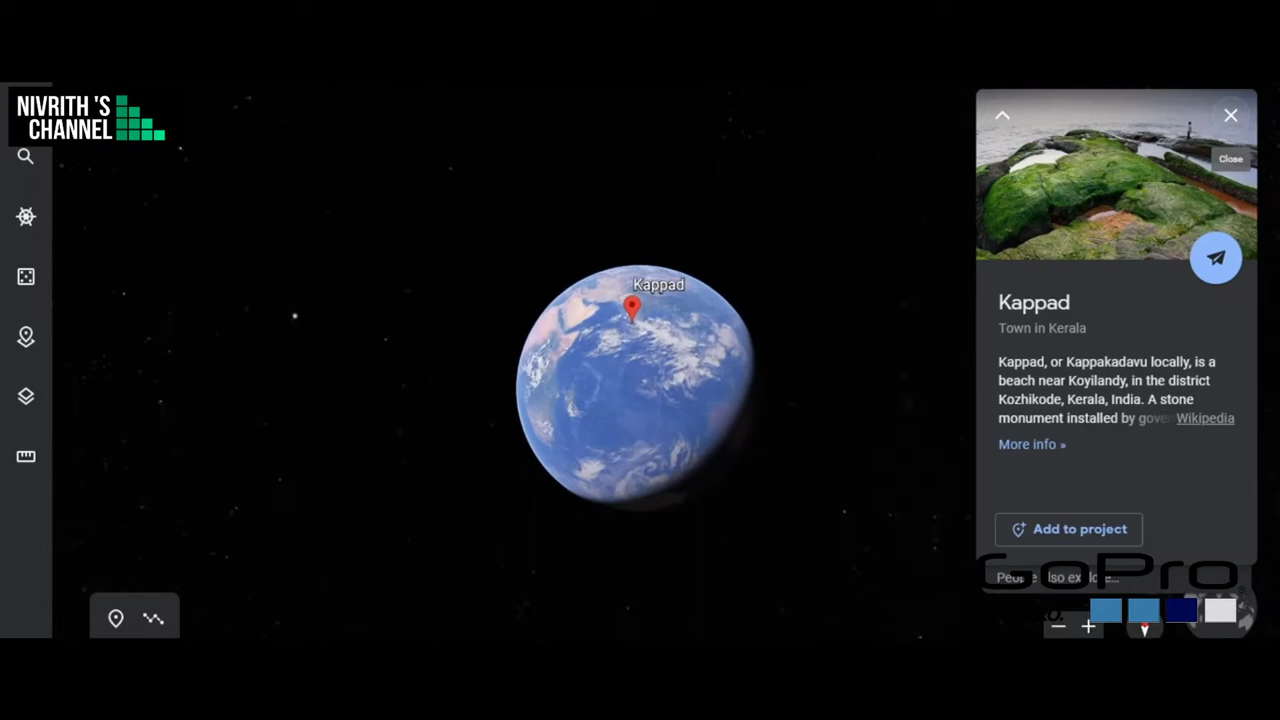 NIVRITH 'S
CHANNEL
Kappad
Close
Kappad
Town in Kerala
Kappad, or Kappakadavu locally, is a
beach near Koyilandy, in the district
Kozhikode, Kerala, India. A stone
monument installed by gove Wikipedia
More info »
Add to project
GoPro